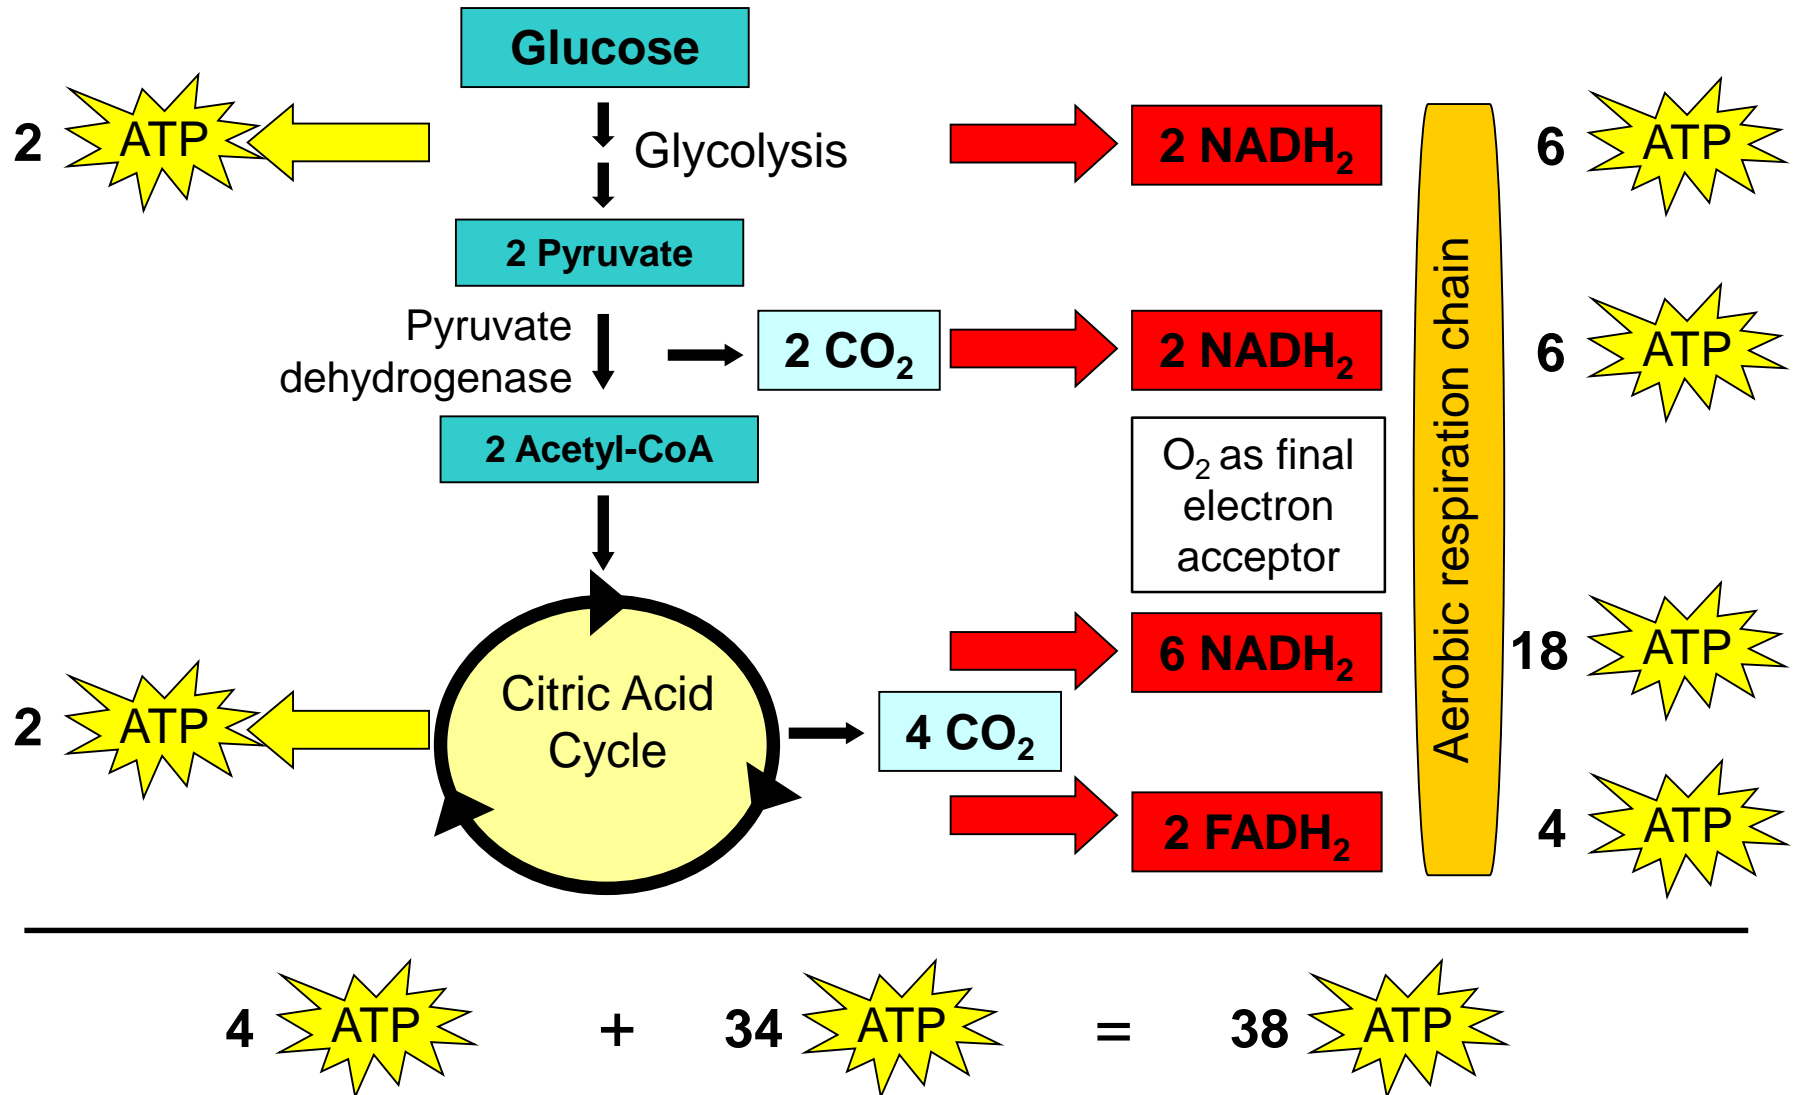 Glucose
2 ATP
Glycolysis
2 NADH₂
6 ATP
2 Pyruvate
Pyruvate
dehydrogenase
2 CO₂
2 NADH₂
6 ATP
2 Acetyl-CoA
O₂ as final
electron
acceptor
Aerobic respiration chain
Citric Acid
Cycle
2 ATP
4 CO₂
6 NADH₂
18 ATP
2 FADH₂
4 ATP
4 ATP + 34 ATP = 38 ATP